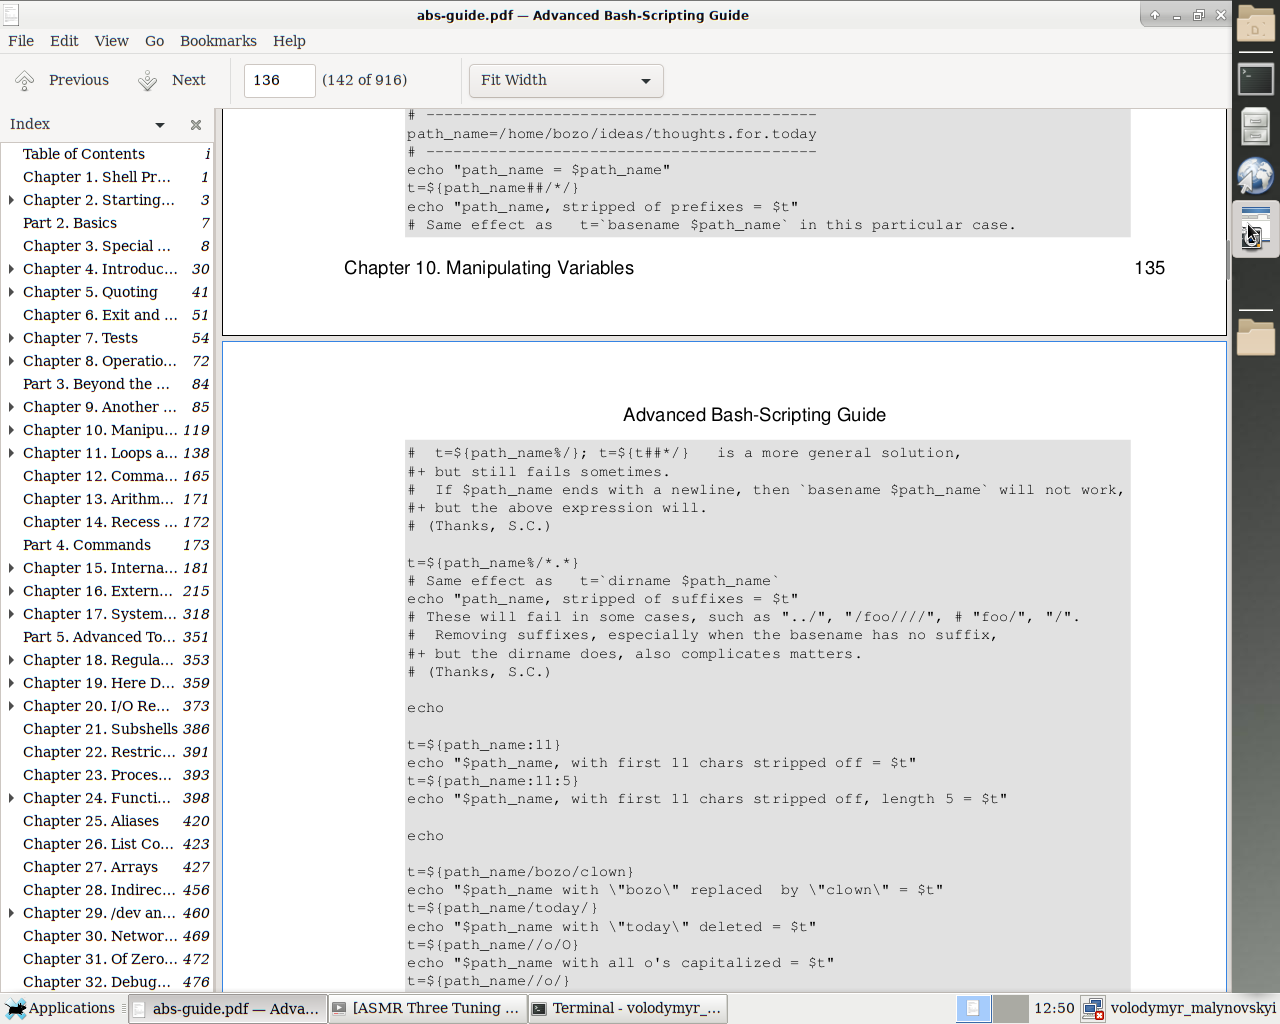 abs-guide.pdf — Advanced Bash-Scripting Guide
File Edit View Go Bookmarks Help
Previous Next 136 (142 of 916) Fit Width
Index
Table of Contents i
Chapter 1. Shell Pr... 1
Chapter 2. Starting... 3
Part 2. Basics 7
Chapter 3. Special ... 8
Chapter 4. Introduc... 30
Chapter 5. Quoting 41
Chapter 6. Exit and ... 51
Chapter 7. Tests 54
Chapter 8. Operatio... 72
Part 3. Beyond the ... 84
Chapter 9. Another ... 85
Chapter 10. Manipu... 119
Chapter 11. Loops a... 138
Chapter 12. Comma... 165
Chapter 13. Arithm... 171
Chapter 14. Recess ... 172
Part 4. Commands 173
Chapter 15. Interna... 181
Chapter 16. Extern... 215
Chapter 17. System... 318
Part 5. Advanced To... 351
Chapter 18. Regula... 353
Chapter 19. Here D... 359
Chapter 20. I/O Re... 373
Chapter 21. Subshells 386
Chapter 22. Restric... 391
Chapter 23. Proces... 393
Chapter 24. Functi... 398
Chapter 25. Aliases 420
Chapter 26. List Co... 423
Chapter 27. Arrays 427
Chapter 28. Indirec... 456
Chapter 29. /dev an... 460
Chapter 30. Networ... 469
Chapter 31. Of Zero... 472
Chapter 32. Debug... 476
# -------------------------------------------
path_name=/home/bozo/ideas/thoughts.for.today
# -------------------------------------------
echo "path_name = $path_name"
t=${path_name##/*/}
echo "path_name, stripped of prefixes = $t"
# Same effect as   t=`basename $path_name` in this particular case.
Chapter 10. Manipulating Variables 135
Advanced Bash-Scripting Guide
#  t=${path_name%/}; t=${t##*/}   is a more general solution,
#+ but still fails sometimes.
#  If $path_name ends with a newline, then `basename $path_name` will not work,
#+ but the above expression will.
# (Thanks, S.C.)
t=${path_name%/*.*}
# Same effect as   t=`dirname $path_name`
echo "path_name, stripped of suffixes = $t"
# These will fail in some cases, such as "../", "/foo////", # "foo/", "/".
#  Removing suffixes, especially when the basename has no suffix,
#+ but the dirname does, also complicates matters.
# (Thanks, S.C.)
echo
t=${path_name:11}
echo "$path_name, with first 11 chars stripped off = $t"
t=${path_name:11:5}
echo "$path_name, with first 11 chars stripped off, length 5 = $t"
echo
t=${path_name/bozo/clown}
echo "$path_name with \"bozo\" replaced  by \"clown\" = $t"
t=${path_name/today/}
echo "$path_name with \"today\" deleted = $t"
t=${path_name//o/O}
echo "$path_name with all o's capitalized = $t"
t=${path_name//o/}
Applications abs-guide.pdf — Adva... [ASMR Three Tuning ... Terminal - volodymyr_... 12:50 volodymyr_malynovskyi